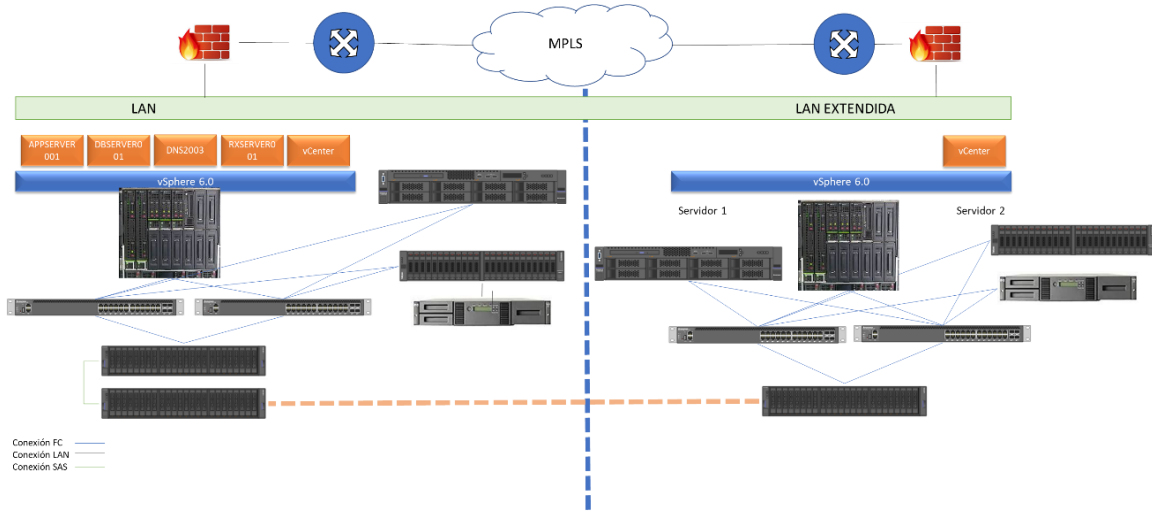 MPLS
LAN
LAN EXTENDIDA
APPSERVER
001
DBSERVER0
01
DNS2003
RXSERVER0
01
vCenter
vCenter
vSphere 6.0
vSphere 6.0
Servidor 1
Servidor 2
Conexión FC
Conexión LAN
Conexión SAS